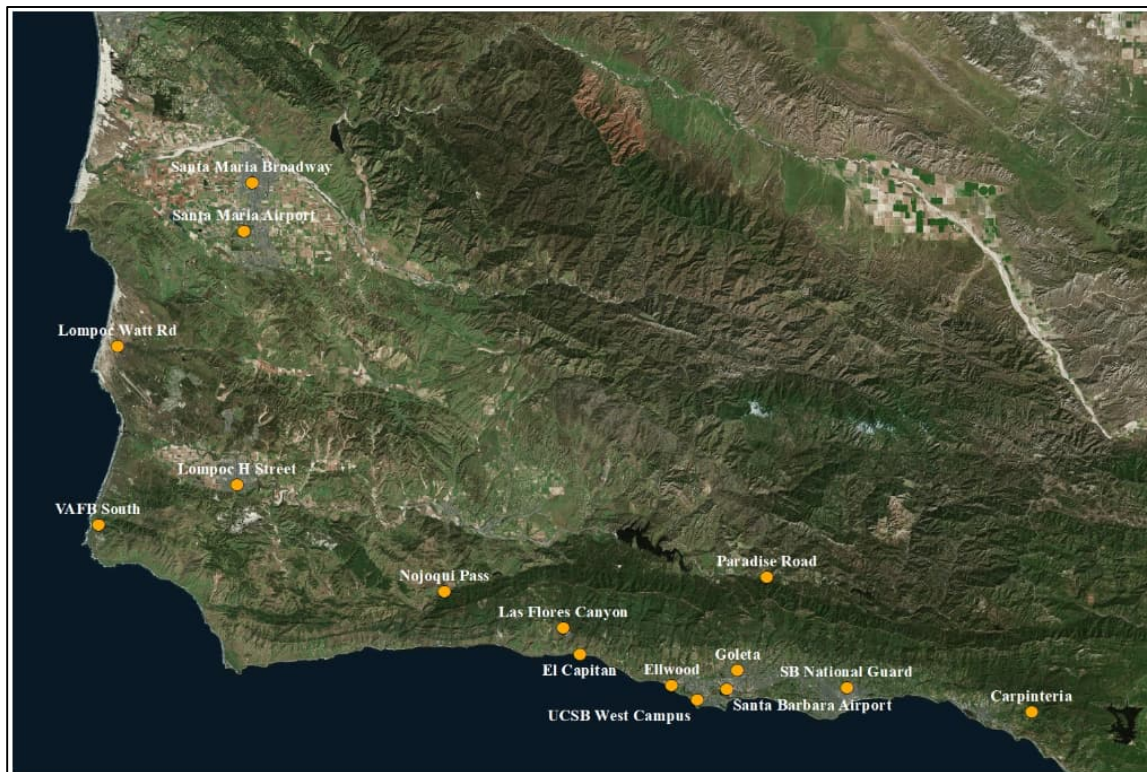 Santa Maria Broadway
Santa Maria Airport
Lompoc Watt Rd
Lompoc H Street
VAFB South
Paradise Road
Nojoqui Pass
Las Flores Canyon
Goleta
El Capitan
Ellwood
SB National Guard
Carpinteria
Santa Barbara Airport
UCSB West Campus